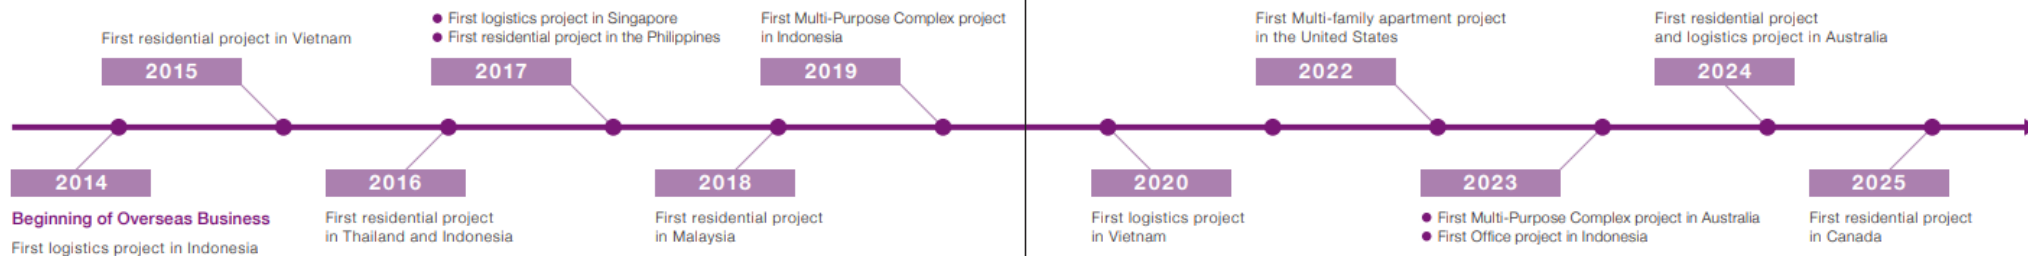 2014
Beginning of Overseas Business
First logistics project in Indonesia
First residential project in Vietnam
2015
2016
First residential project
in Thailand and Indonesia
● First logistics project in Singapore
● First residential project in the Philippines
2017
2018
First residential project
in Malaysia
First Multi-Purpose Complex project
in Indonesia
2019
2020
First logistics project
in Vietnam
First Multi-family apartment project
in the United States
2022
2023
● First Multi-Purpose Complex project in Australia
● First Office project in Indonesia
First residential project
and logistics project in Australia
2024
2025
First residential project
in Canada